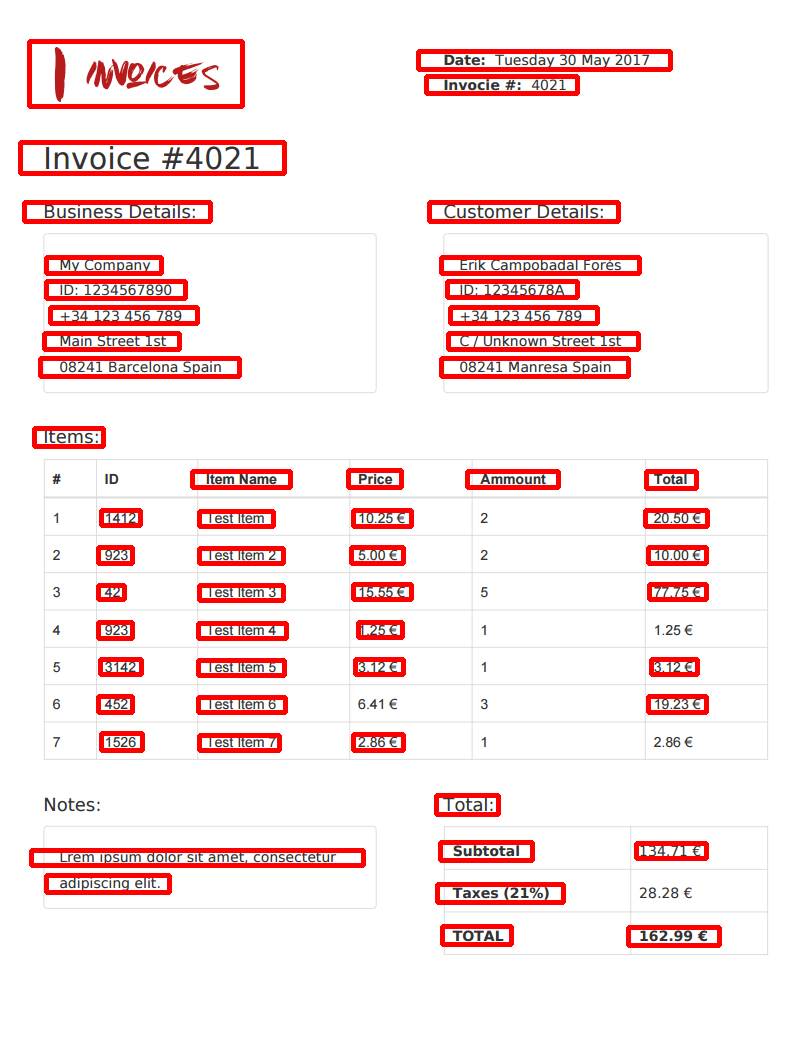 INVOICES
Date: Tuesday 30 May 2017
Invocie #: 4021
Invoice #4021
Business Details:
My Company
ID: 1234567890
+34 123 456 789
Main Street 1st
08241 Barcelona Spain
Customer Details:
Erik Campobadal Forés
ID: 12345678A
+34 123 456 789
C / Unknown Street 1st
08241 Manresa Spain
Items:
# ID Item Name Price Ammount Total
1 1412 Test Item 10.25 € 2 20.50 €
2 923 Test Item 2 5.00 € 2 10.00 €
3 42 Test Item 3 15.55 € 5 77.75 €
4 923 Test Item 4 1.25 € 1 1.25 €
5 3142 Test Item 5 3.12 € 1 3.12 €
6 452 Test Item 6 6.41 € 3 19.23 €
7 1526 Test Item 7 2.86 € 1 2.86 €
Notes:
Lrem ipsum dolor sit amet, consectetur
adipiscing elit.
Total:
Subtotal 134.71 €
Taxes (21%) 28.28 €
TOTAL 162.99 €